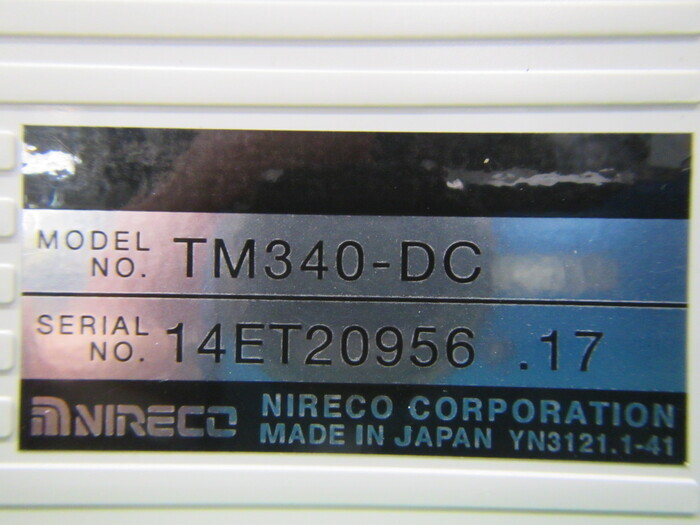 MODEL NO. TM340-DC
SERIAL NO. 14ET20956 .17
NIRECO NIRECO CORPORATION
MADE IN JAPAN YN3121.1-41